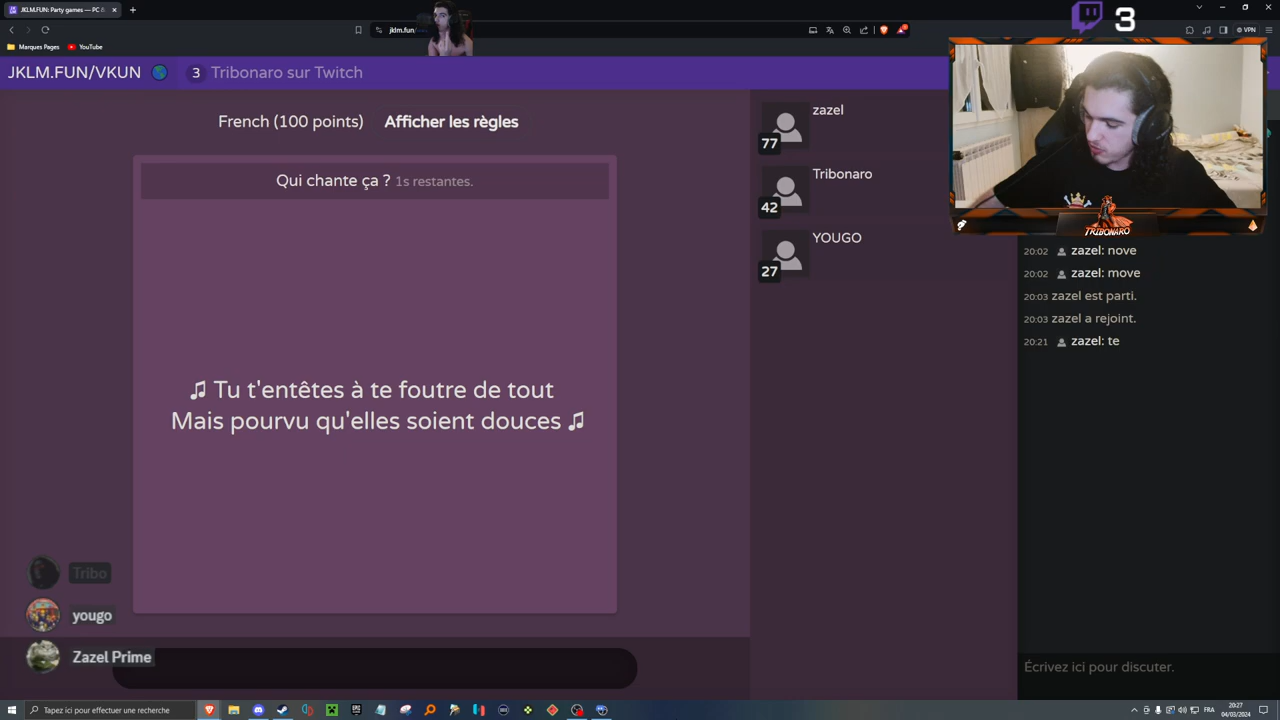 JKLM.FUN: Party games — PC &
3
jklm.fun/
VPN
Marques Pages
YouTube
JKLM.FUN/VKUN
3 Tribonaro sur Twitch
French (100 points) Afficher les règles
Qui chante ça ? 1s restantes.
♫ Tu t'entêtes à te foutre de tout
Mais pourvu qu'elles soient douces ♫
zazel
77
Tribonaro
42
YOUGO
27
TRIBONARO
20:02 zazel: nove
20:02 zazel: move
20:03 zazel est parti.
20:03 zazel a rejoint.
20:21 zazel: te
Tribo
yougo
Zazel Prime
Écrivez ici pour discuter.
Tapez ici pour effectuer une recherche
FRA
20:27
04/03/2024